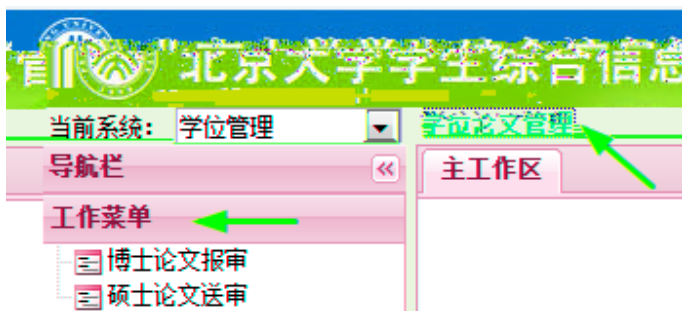 北京大学学生综合信息
当前系统： 学位管理 学位论文管理
导航栏 主工作区
工作菜单
博士论文报审
硕士论文送审